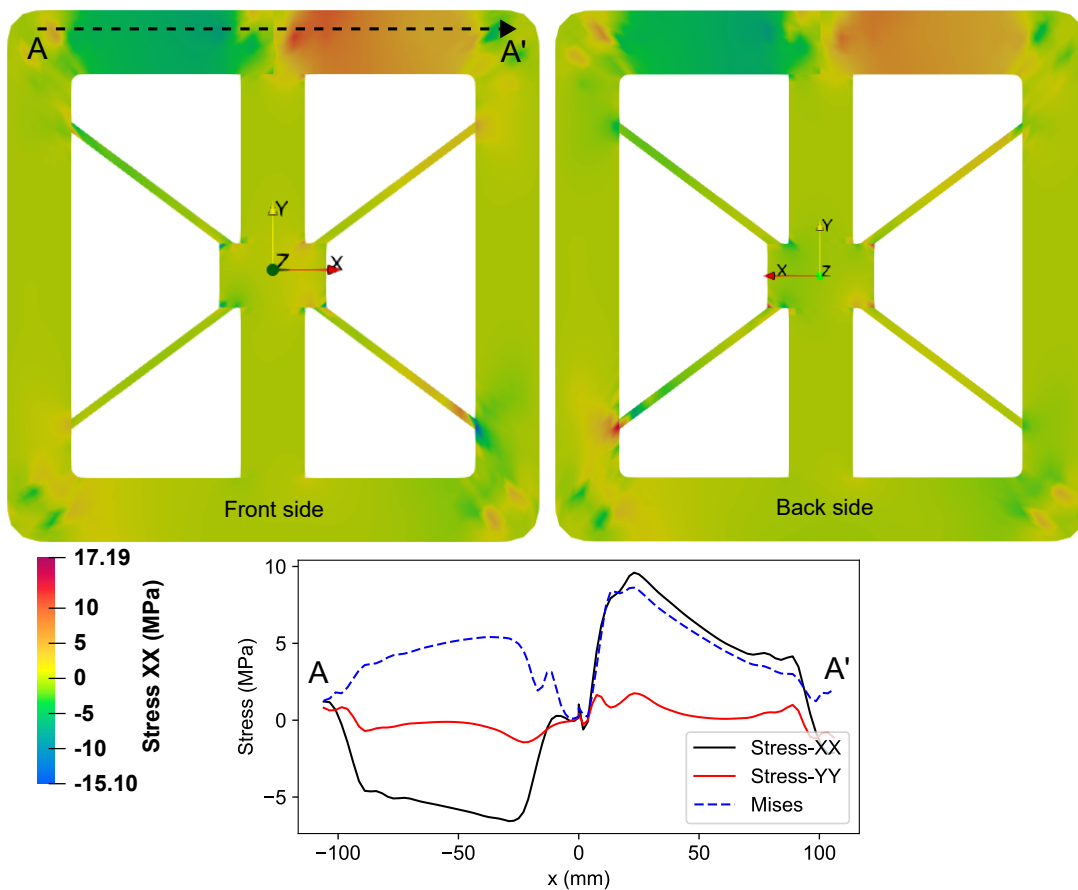 A
A'
Y
Z
X
Front side
Y
X
Z
Back side
17.19
10
5
0
-5
-10
-15.10
Stress XX (MPa)
10
5
0
−5
Stress (MPa)
A
A'
Stress-XX
Stress-YY
Mises
−100
−50
0
50
100
x (mm)